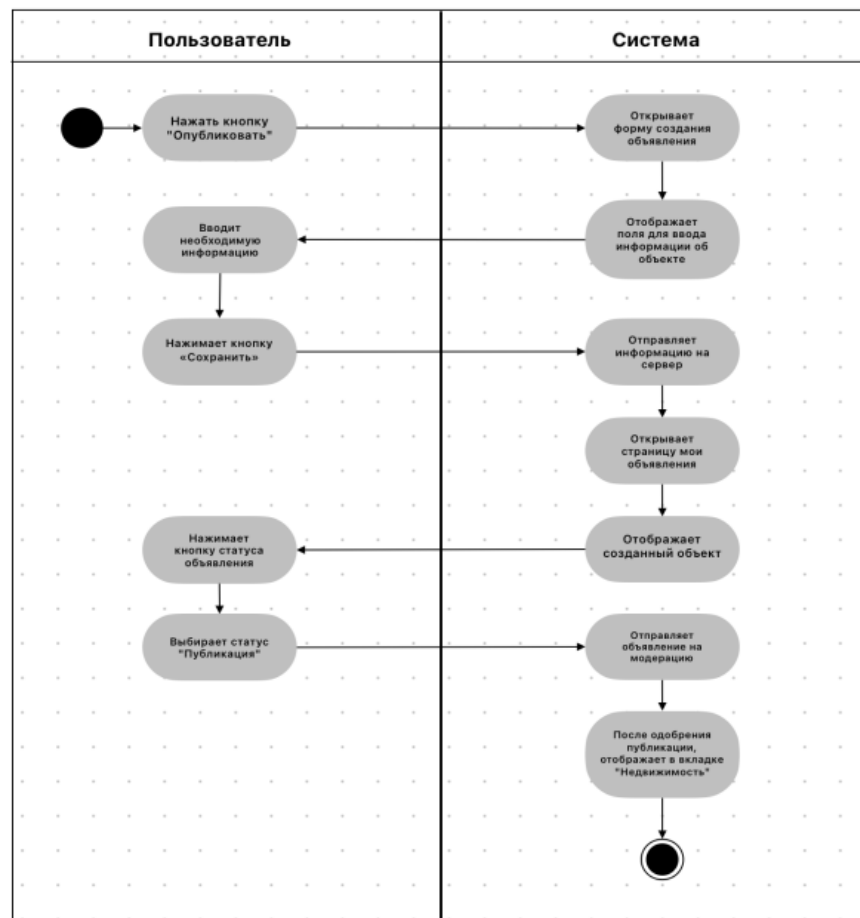 Пользователь
Система
Нажать кнопку
"Опубликовать"
Открывает
форму создания
объявления
Отображает
поля для ввода
информации об
объекте
Вводит
необходимую
информацию
Нажимает кнопку
«Сохранить»
Отправляет
информацию на
сервер
Открывает
страницу мои
объявления
Отображает
созданный объект
Нажимает
кнопку статуса
объявления
Выбирает статус
"Публикация"
Отправляет
объявление на
модерацию
После одобрения
публикации,
отображает в вкладке
"Недвижимость"